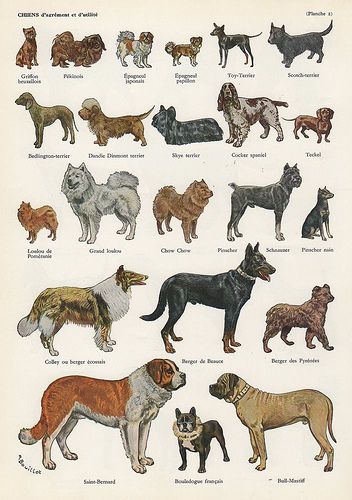 CHIENS d'agrément et d'utilité (Planche 2)
Griffon bruxellois
Pékinois
Épagneul japonais
Épagneul papillon
Toy-Terrier
Scotch-terrier
Bedlington-terrier
Dandie Dinmont terrier
Skye terrier
Cocker spaniel
Teckel
Loulou de Poméranie
Grand loulou
Chow Chow
Pinscher
Schnauzer
Pinscher nain
Colley ou berger écossais
Berger de Beauce
Berger des Pyrénées
Saint-Bernard
Bouledogue français
Bull-Mastiff